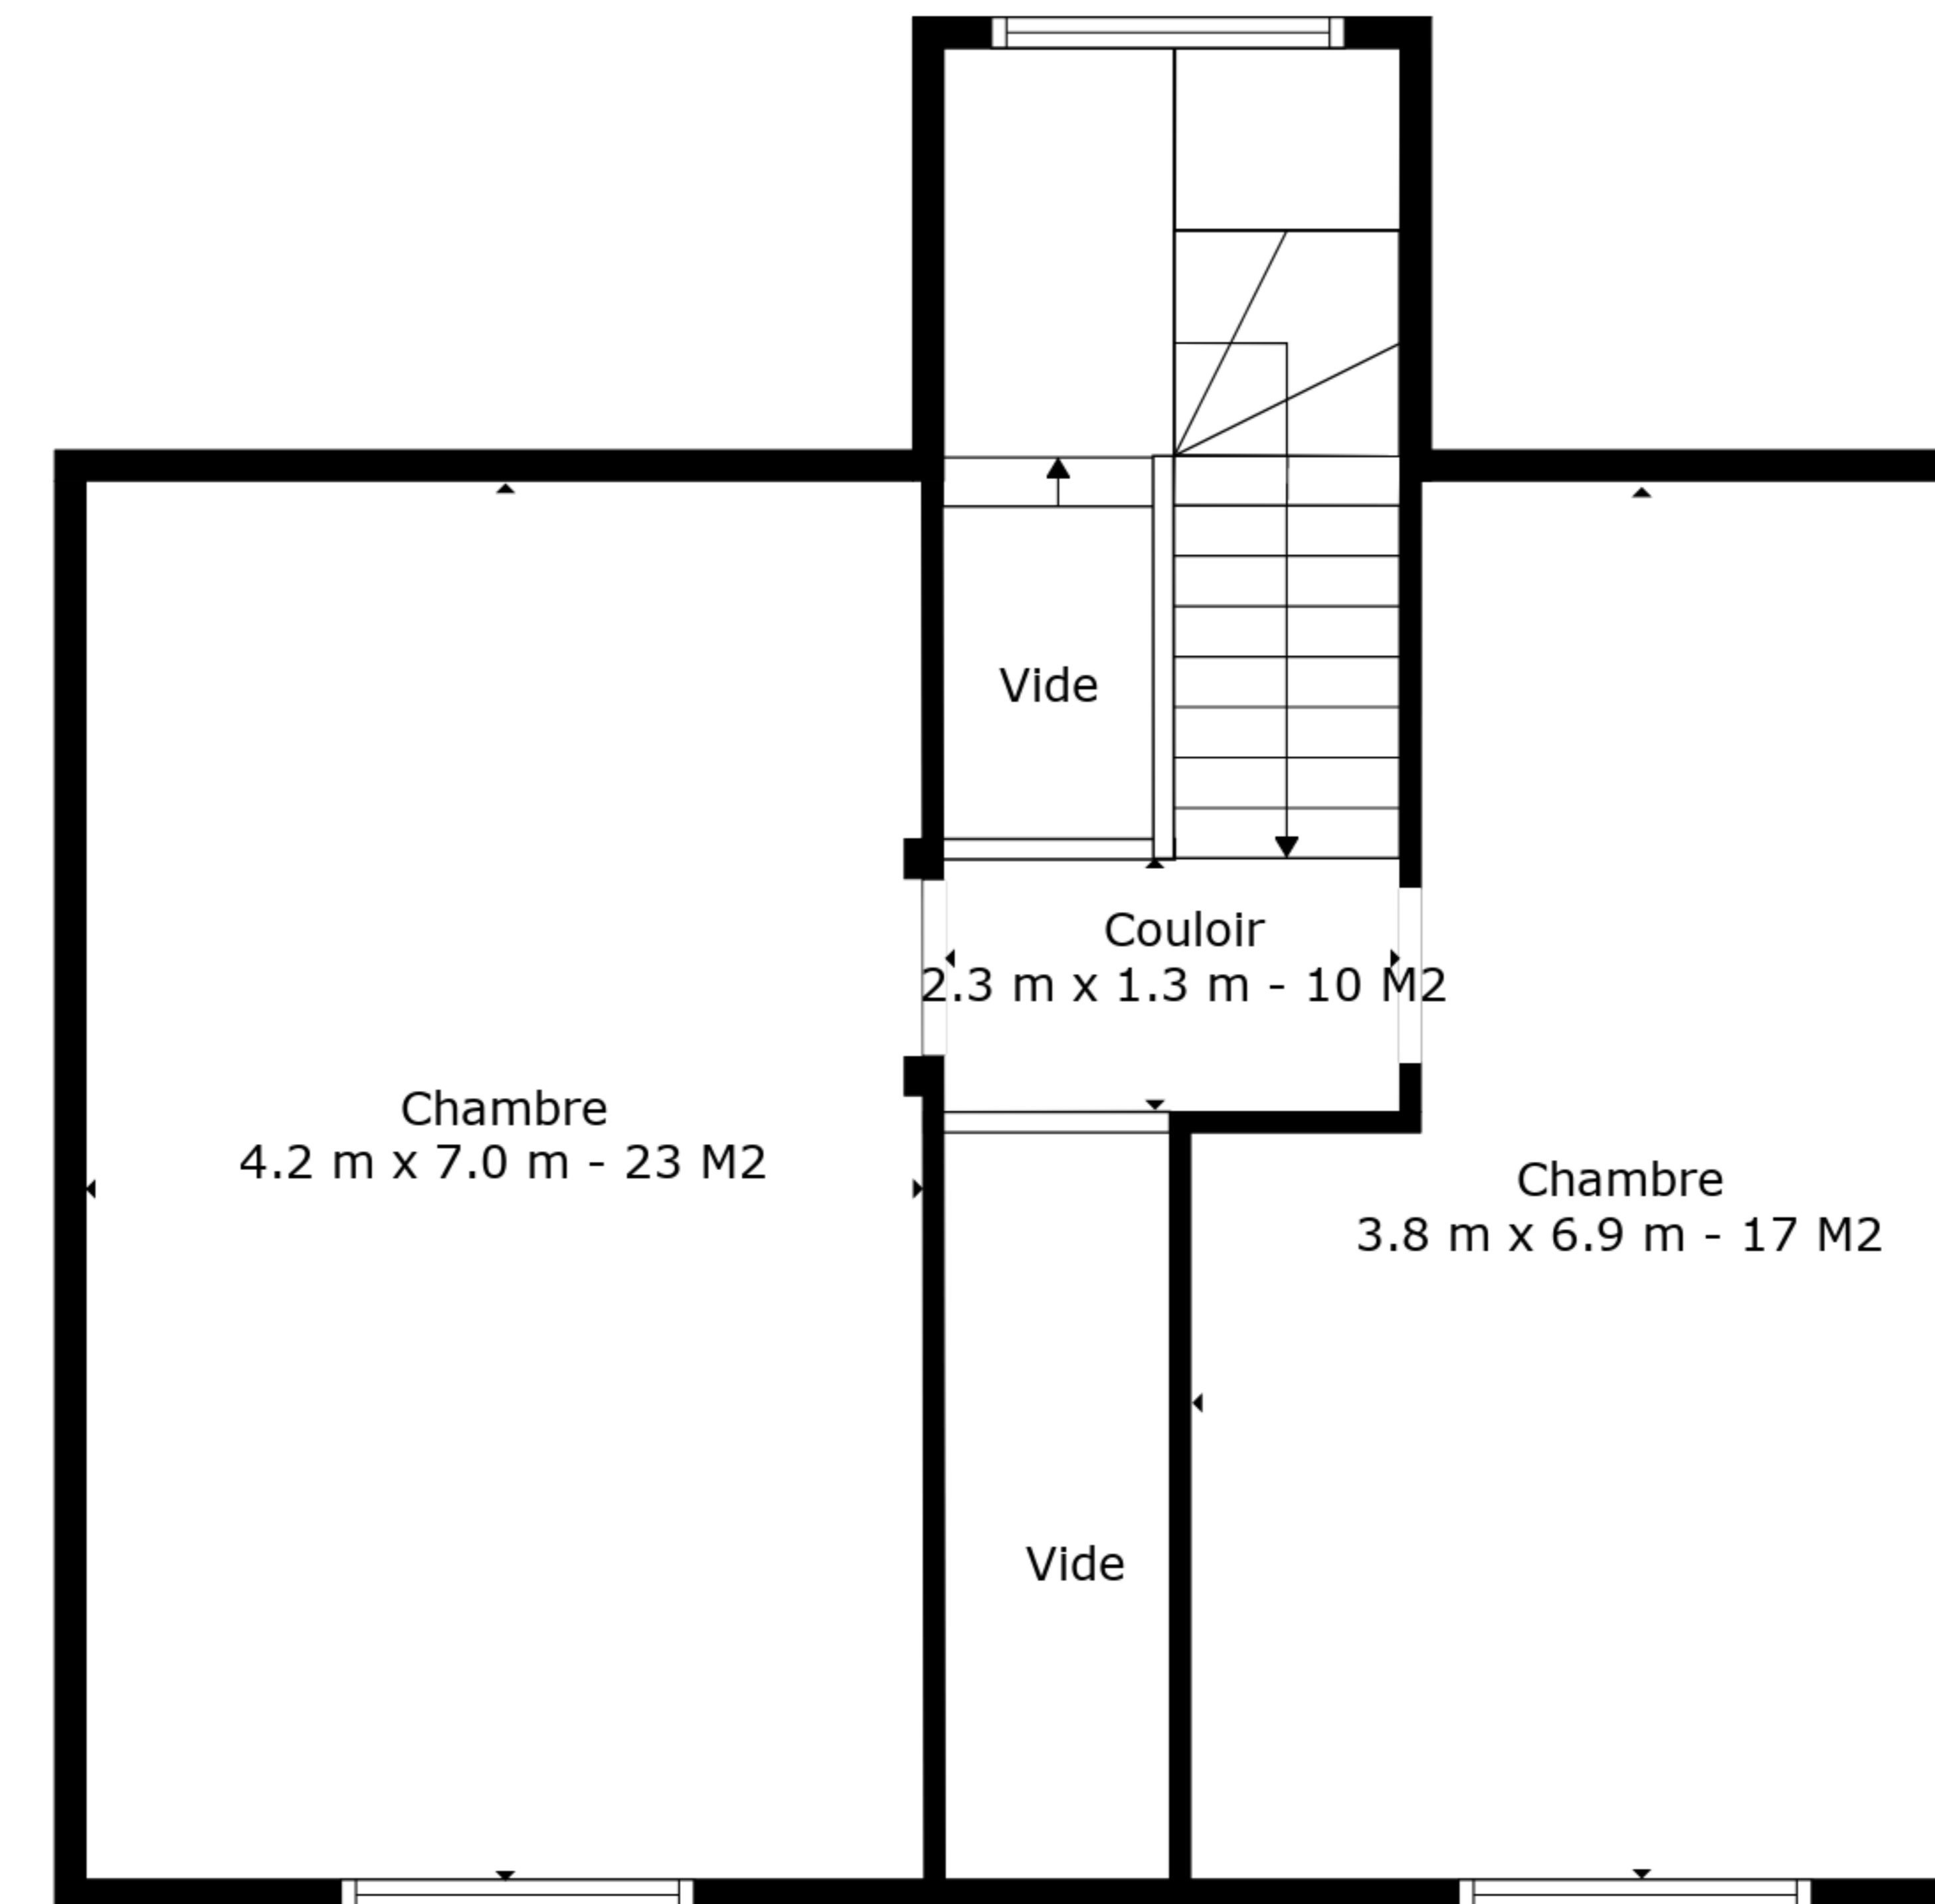 Vide
Couloir
2.3 m x 1.3 m - 10 M2
Chambre
4.2 m x 7.0 m - 23 M2
Chambre
3.8 m x 6.9 m - 17 M2
Vide